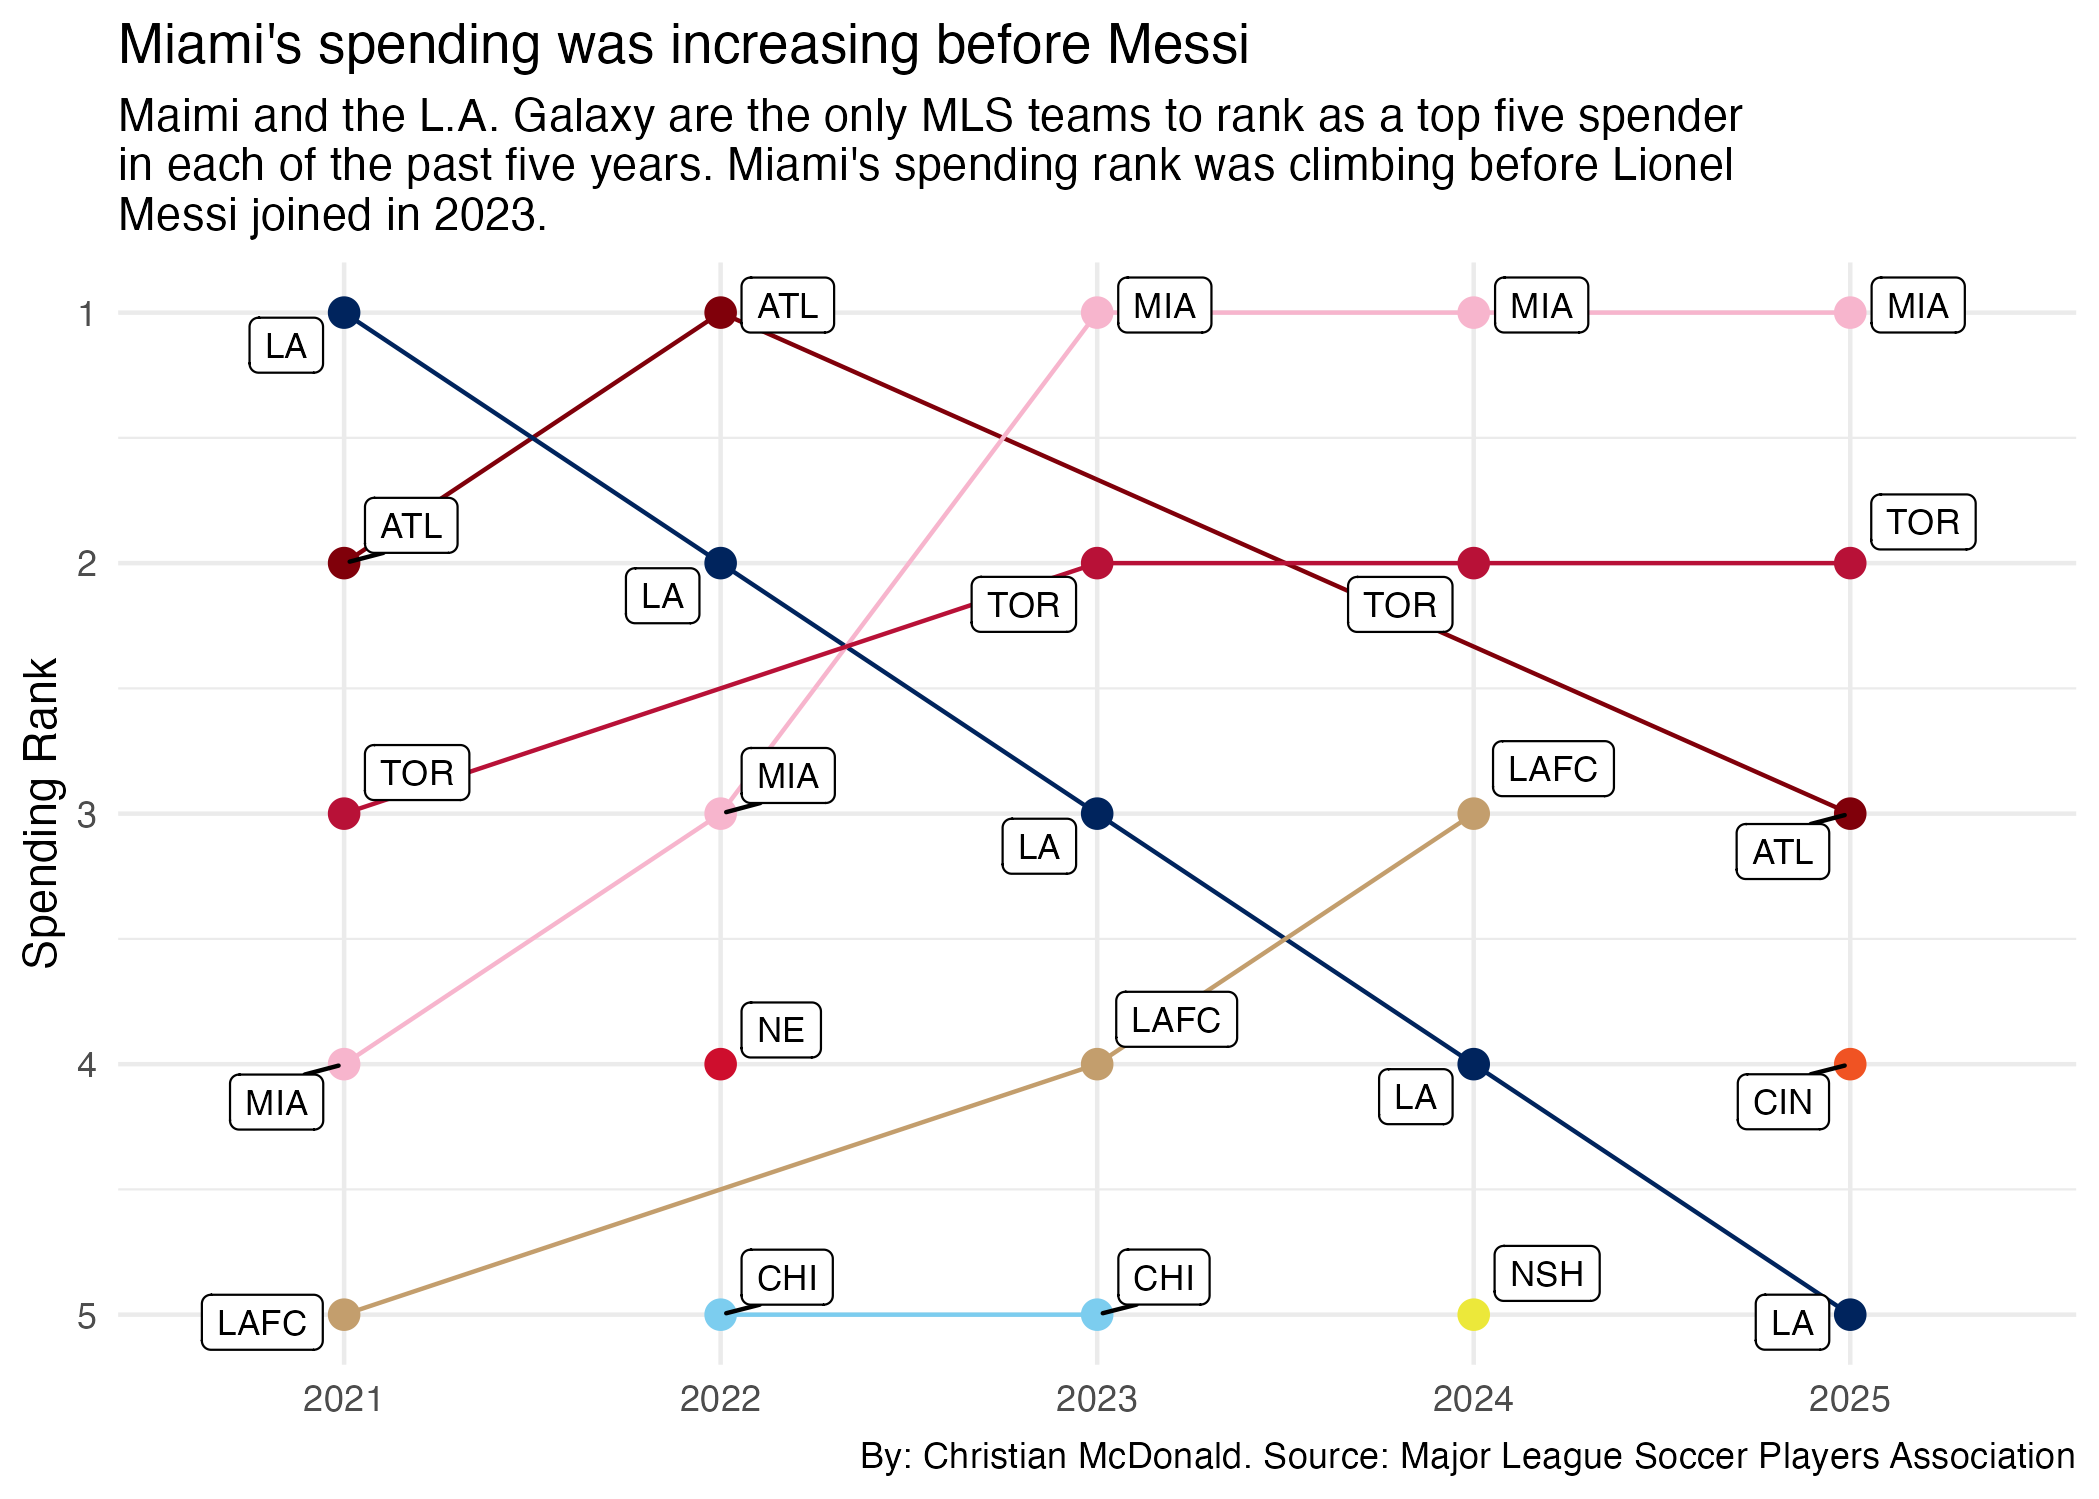 Miami's spending was increasing before Messi
Maimi and the L.A. Galaxy are the only MLS teams to rank as a top five spender
in each of the past five years. Miami's spending rank was climbing before Lionel
Messi joined in 2023.
Spending Rank
1
LA
ATL
MIA
MIA
MIA
2
ATL
LA
TOR
TOR
TOR
3
TOR
MIA
LA
LAFC
ATL
4
MIA
NE
LAFC
LA
CIN
5
LAFC
CHI
CHI
NSH
LA
2021
2022
2023
2024
2025
By: Christian McDonald. Source: Major League Soccer Players Association